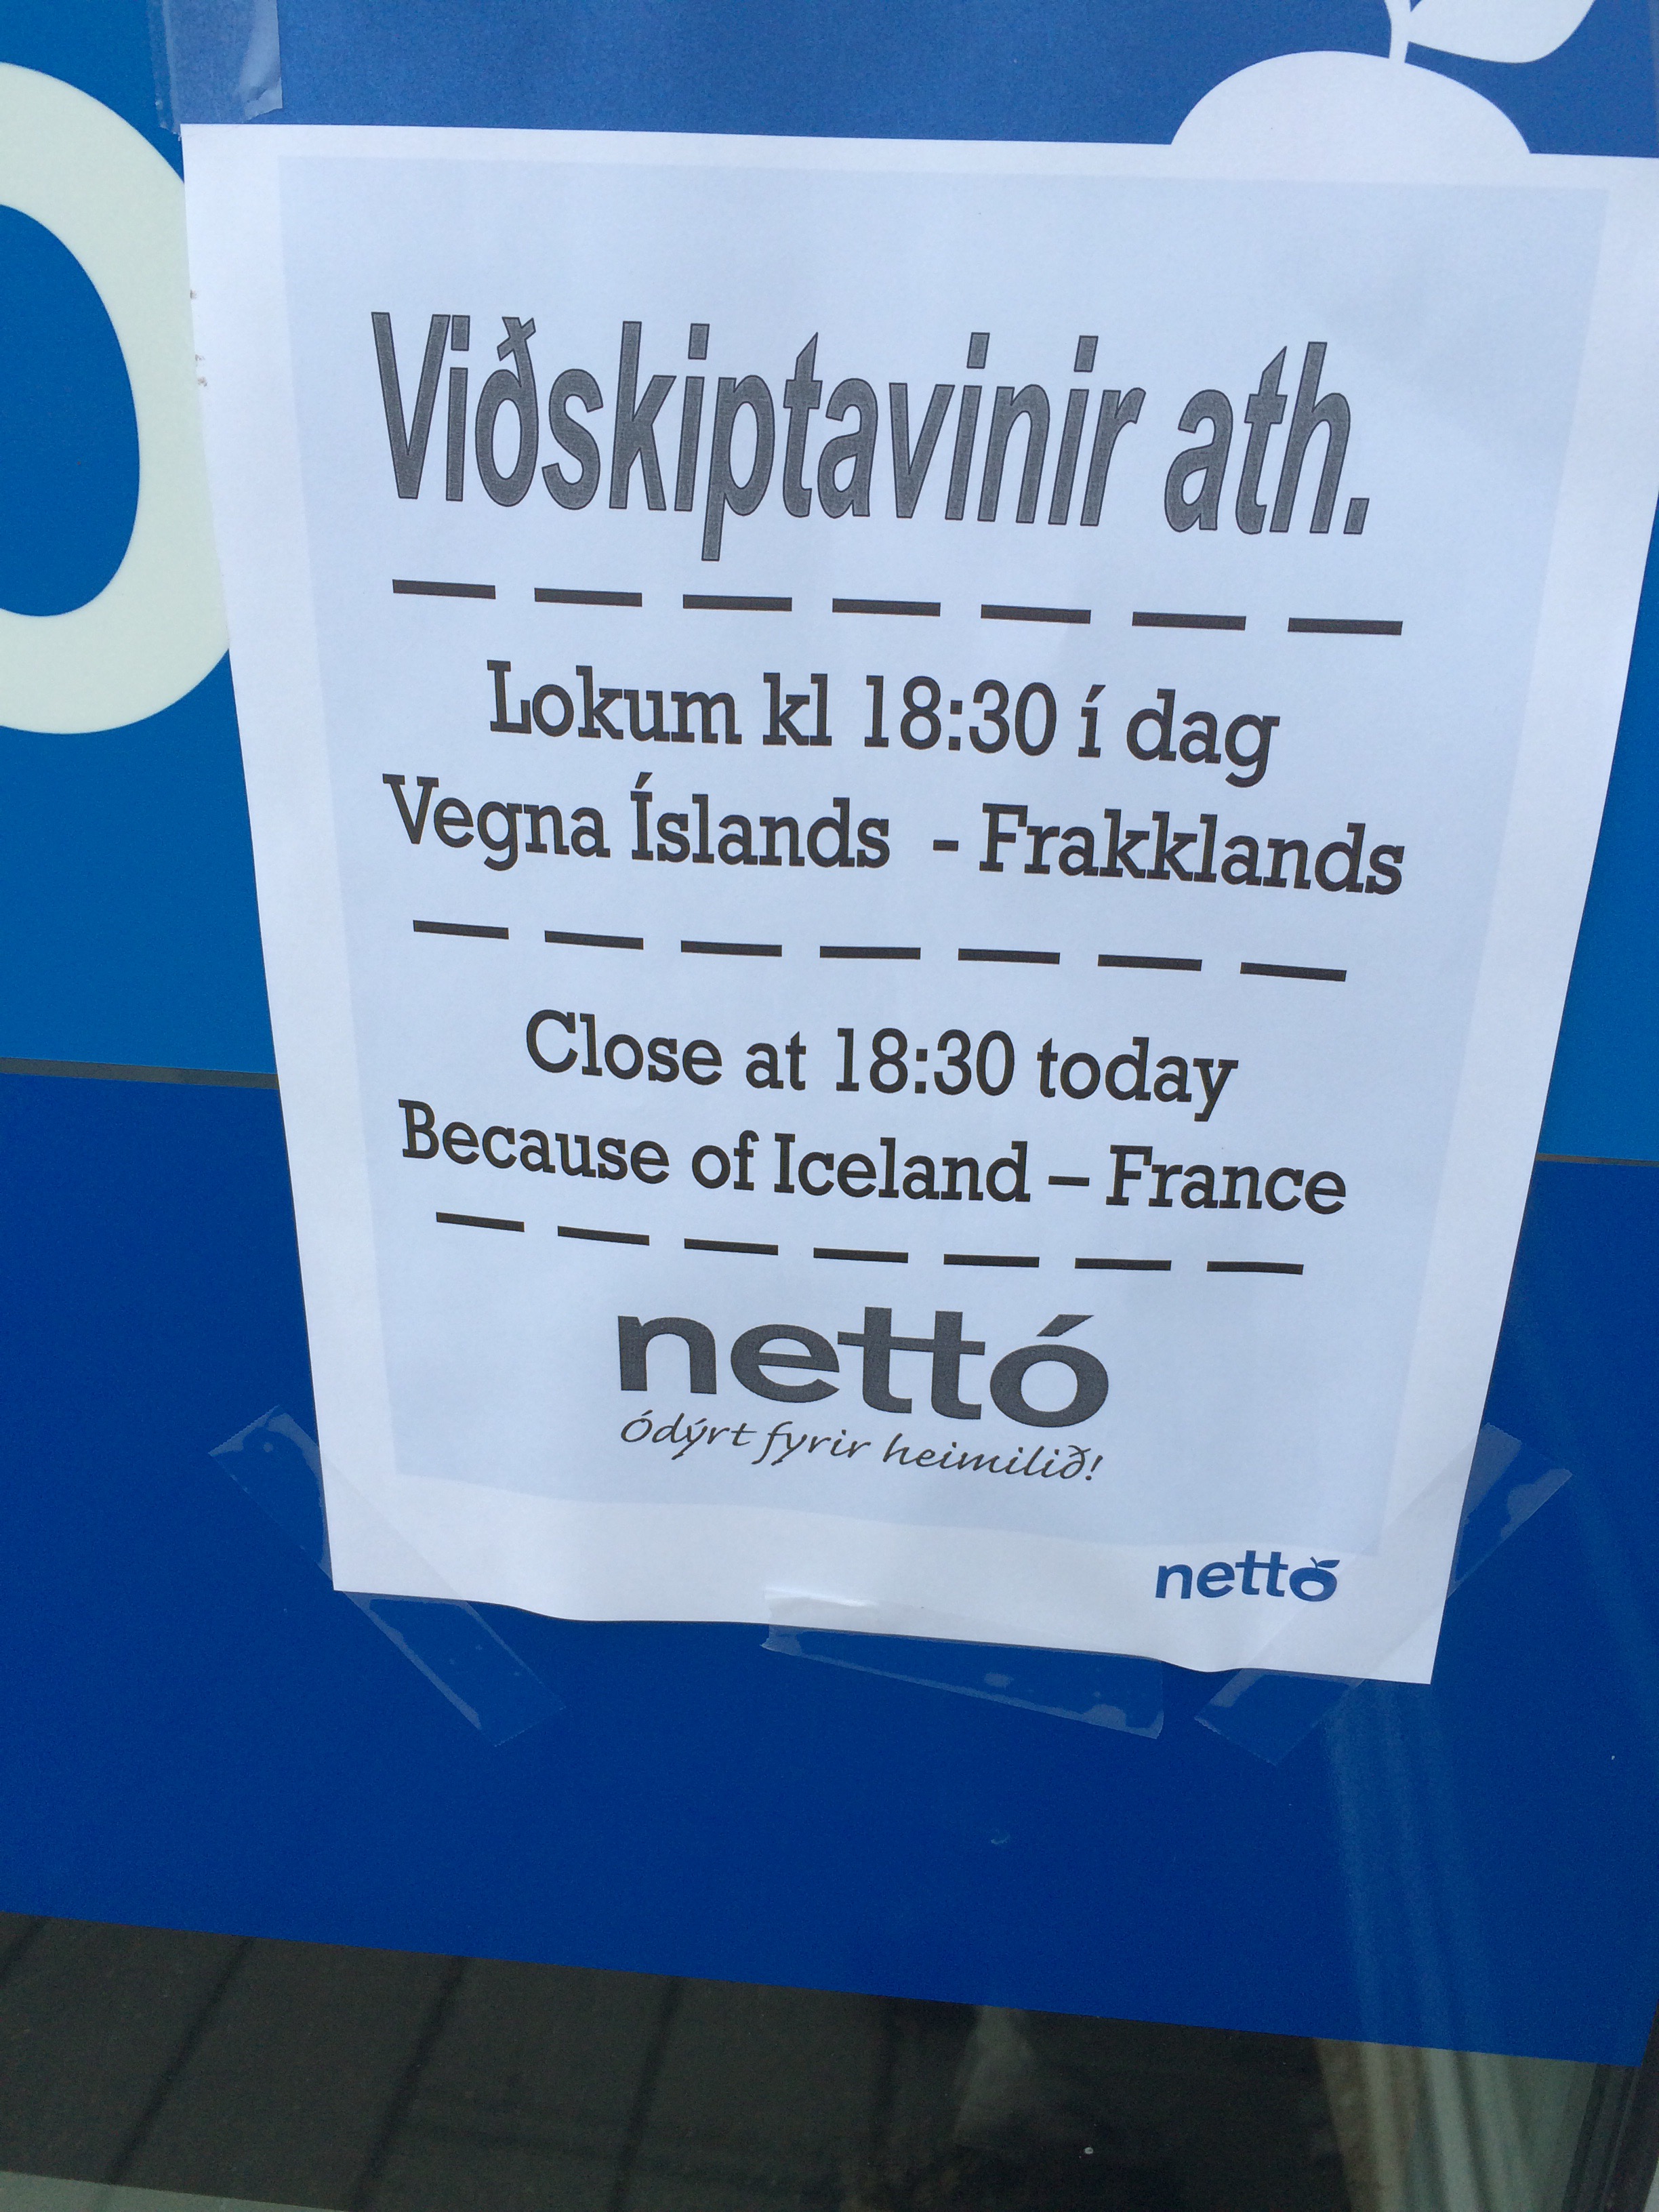 Viðskiptavinir ath.
Lokum kl 18:30 í dag
Vegna Íslands - Frakklands
Close at 18:30 today
Because of Iceland – France
nettó
Ódýrt fyrir heimilið!
nettó